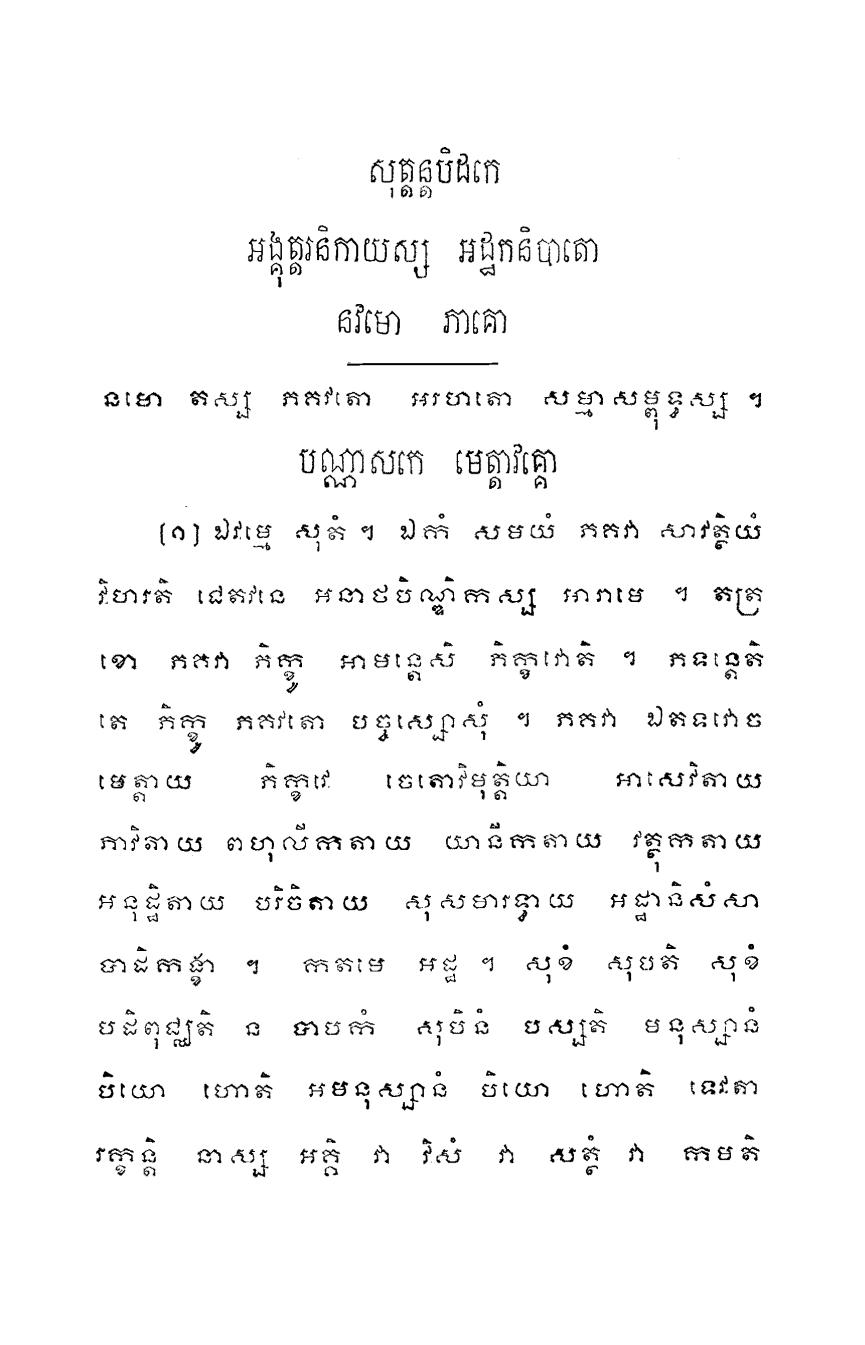 សុត្តន្តបិដកេ
អង្គុត្តរនិកាយស្ស អដ្ឋកនិបាតោ
នវមោ ភាគោ
នមោ តស្ស ភគវតោ អរហតោ សម្មាសម្ពុទ្ធស្ស ។
បណ្ណាសកេ មេត្តាវគ្គោ
(១) ឯវម្មេ សុតំ ។ ឯកំ សមយំ ភគវា សាវត្ថិយំ
វិហរតិ ជេតវនេ អនាថបិណ្ឌិកស្ស អារាមេ ។ តត្រ
ខោ ភគវា ភិក្ខូ អាមន្តេសិ ភិក្ខវោតិ ។ ភទន្តេតិ
តេ ភិក្ខូ ភគវតោ បច្ចស្សោសុំ ។ ភគវា ឯតទវោច
មេត្តាយ ភិក្ខវេ ចេតោវិមុត្តិយា អាសេវិតាយ
ភាវិតាយ ពហុលីកតាយ យានីកតាយ វត្ថុកតាយ
អនុដ្ឋិតាយ បរិចិតាយ សុសមារទ្ធាយ អដ្ឋានិសំសា
បាដិកង្ខា ។ កតមេ អដ្ឋ ។ សុខំ សុបតិ សុខំ
បដិពុជ្ឈតិ ន បាបកំ សុបិនំ បស្សតិ មនុស្សានំ
បិយោ ហោតិ អមនុស្សានំ បិយោ ហោតិ ទេវតា
រក្ខន្តិ នាស្ស អគ្គិ វា វិសំ វា សត្ថំ វា កមតិ